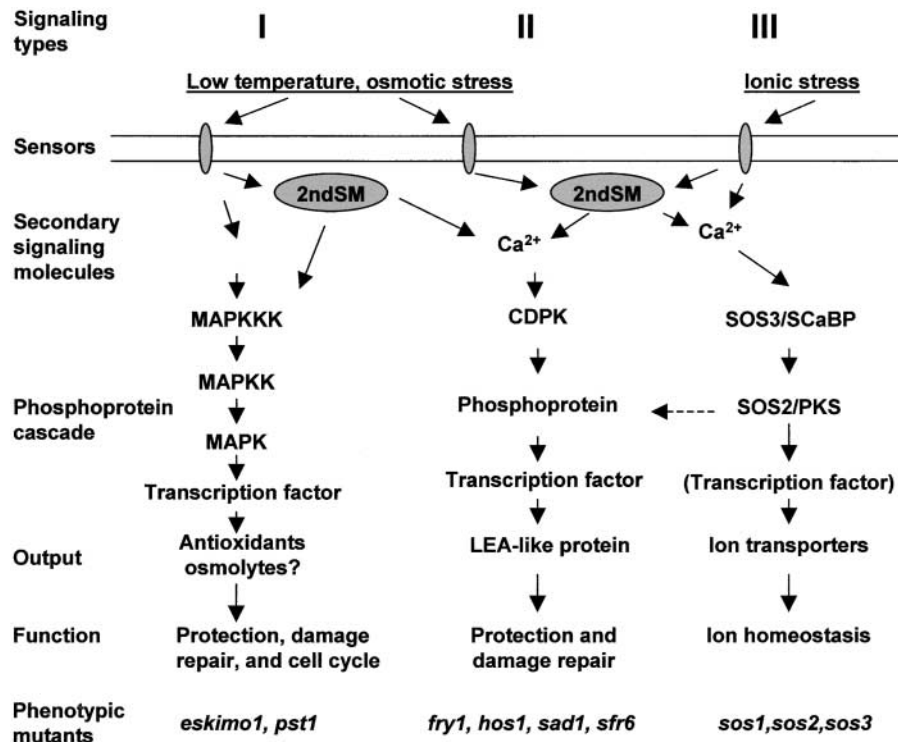 Signaling types
I
II
III
Low temperature, osmotic stress
Ionic stress
Sensors
2ndSM
2ndSM
Secondary
signaling
molecules
Ca2+
Ca2+
MAPKKK
CDPK
SOS3/SCaBP
MAPKK
Phosphoprotein
cascade
Phosphoprotein
SOS2/PKS
MAPK
Transcription factor
Transcription factor
(Transcription factor)
Output
Antioxidants
osmolytes?
LEA-like protein
Ion transporters
Function
Protection, damage
repair, and cell cycle
Protection and
damage repair
Ion homeostasis
Phenotypic
mutants
eskimo1, pst1
fry1, hos1, sad1, sfr6
sos1,sos2,sos3